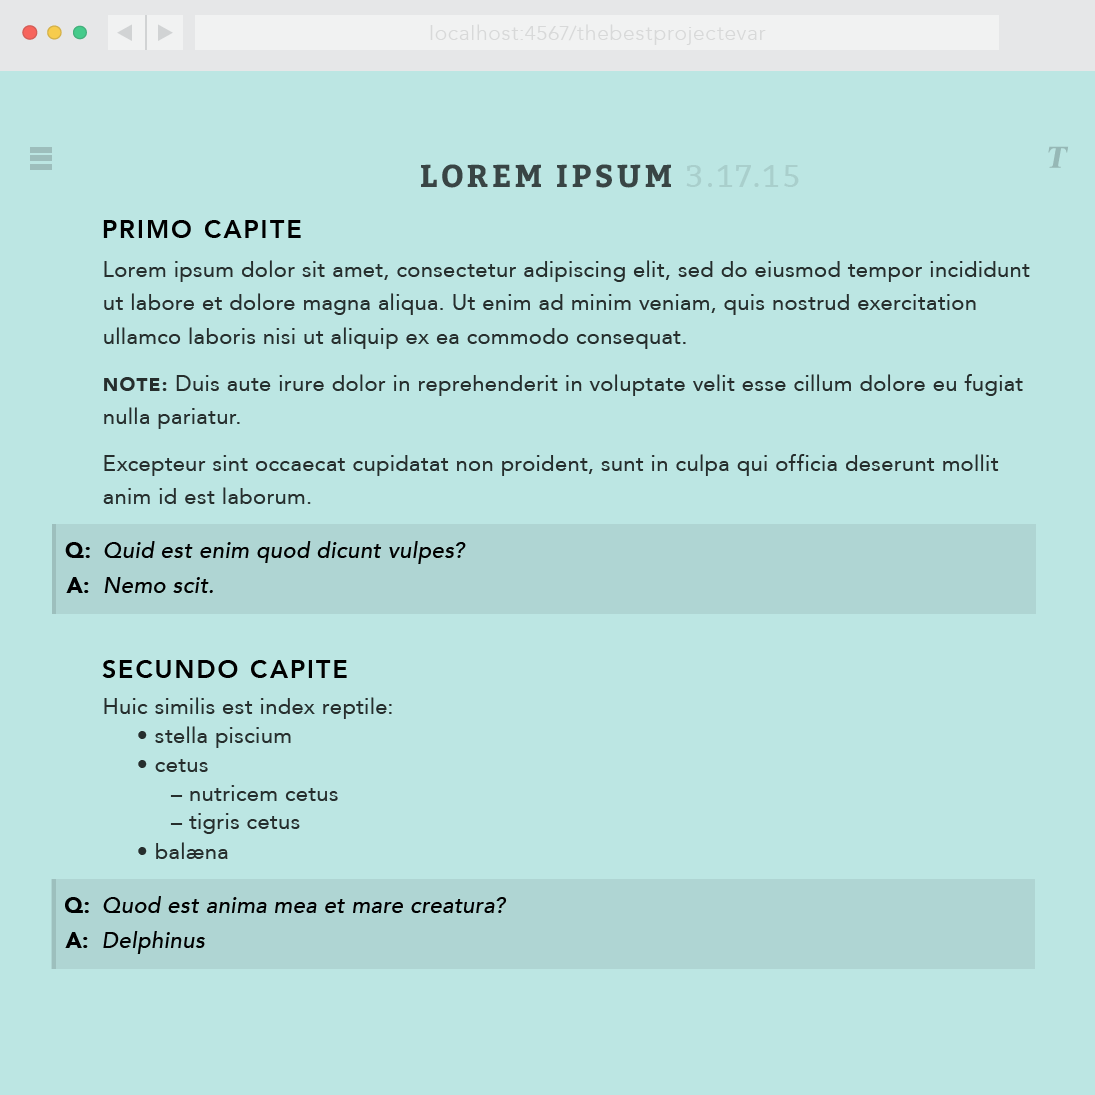 localhost:4567/thebestprojectevar
T
LOREM IPSUM 3.17.15
PRIMO CAPITE
Lorem ipsum dolor sit amet, consectetur adipiscing elit, sed do eiusmod tempor incididunt
ut labore et dolore magna aliqua. Ut enim ad minim veniam, quis nostrud exercitation
ullamco laboris nisi ut aliquip ex ea commodo consequat.
NOTE: Duis aute irure dolor in reprehenderit in voluptate velit esse cillum dolore eu fugiat
nulla pariatur.
Excepteur sint occaecat cupidatat non proident, sunt in culpa qui officia deserunt mollit
anim id est laborum.
Q: Quid est enim quod dicunt vulpes?
A: Nemo scit.
SECUNDO CAPITE
Huic similis est index reptile:
• stella piscium
• cetus
– nutricem cetus
– tigris cetus
• balæna
Q: Quod est anima mea et mare creatura?
A: Delphinus